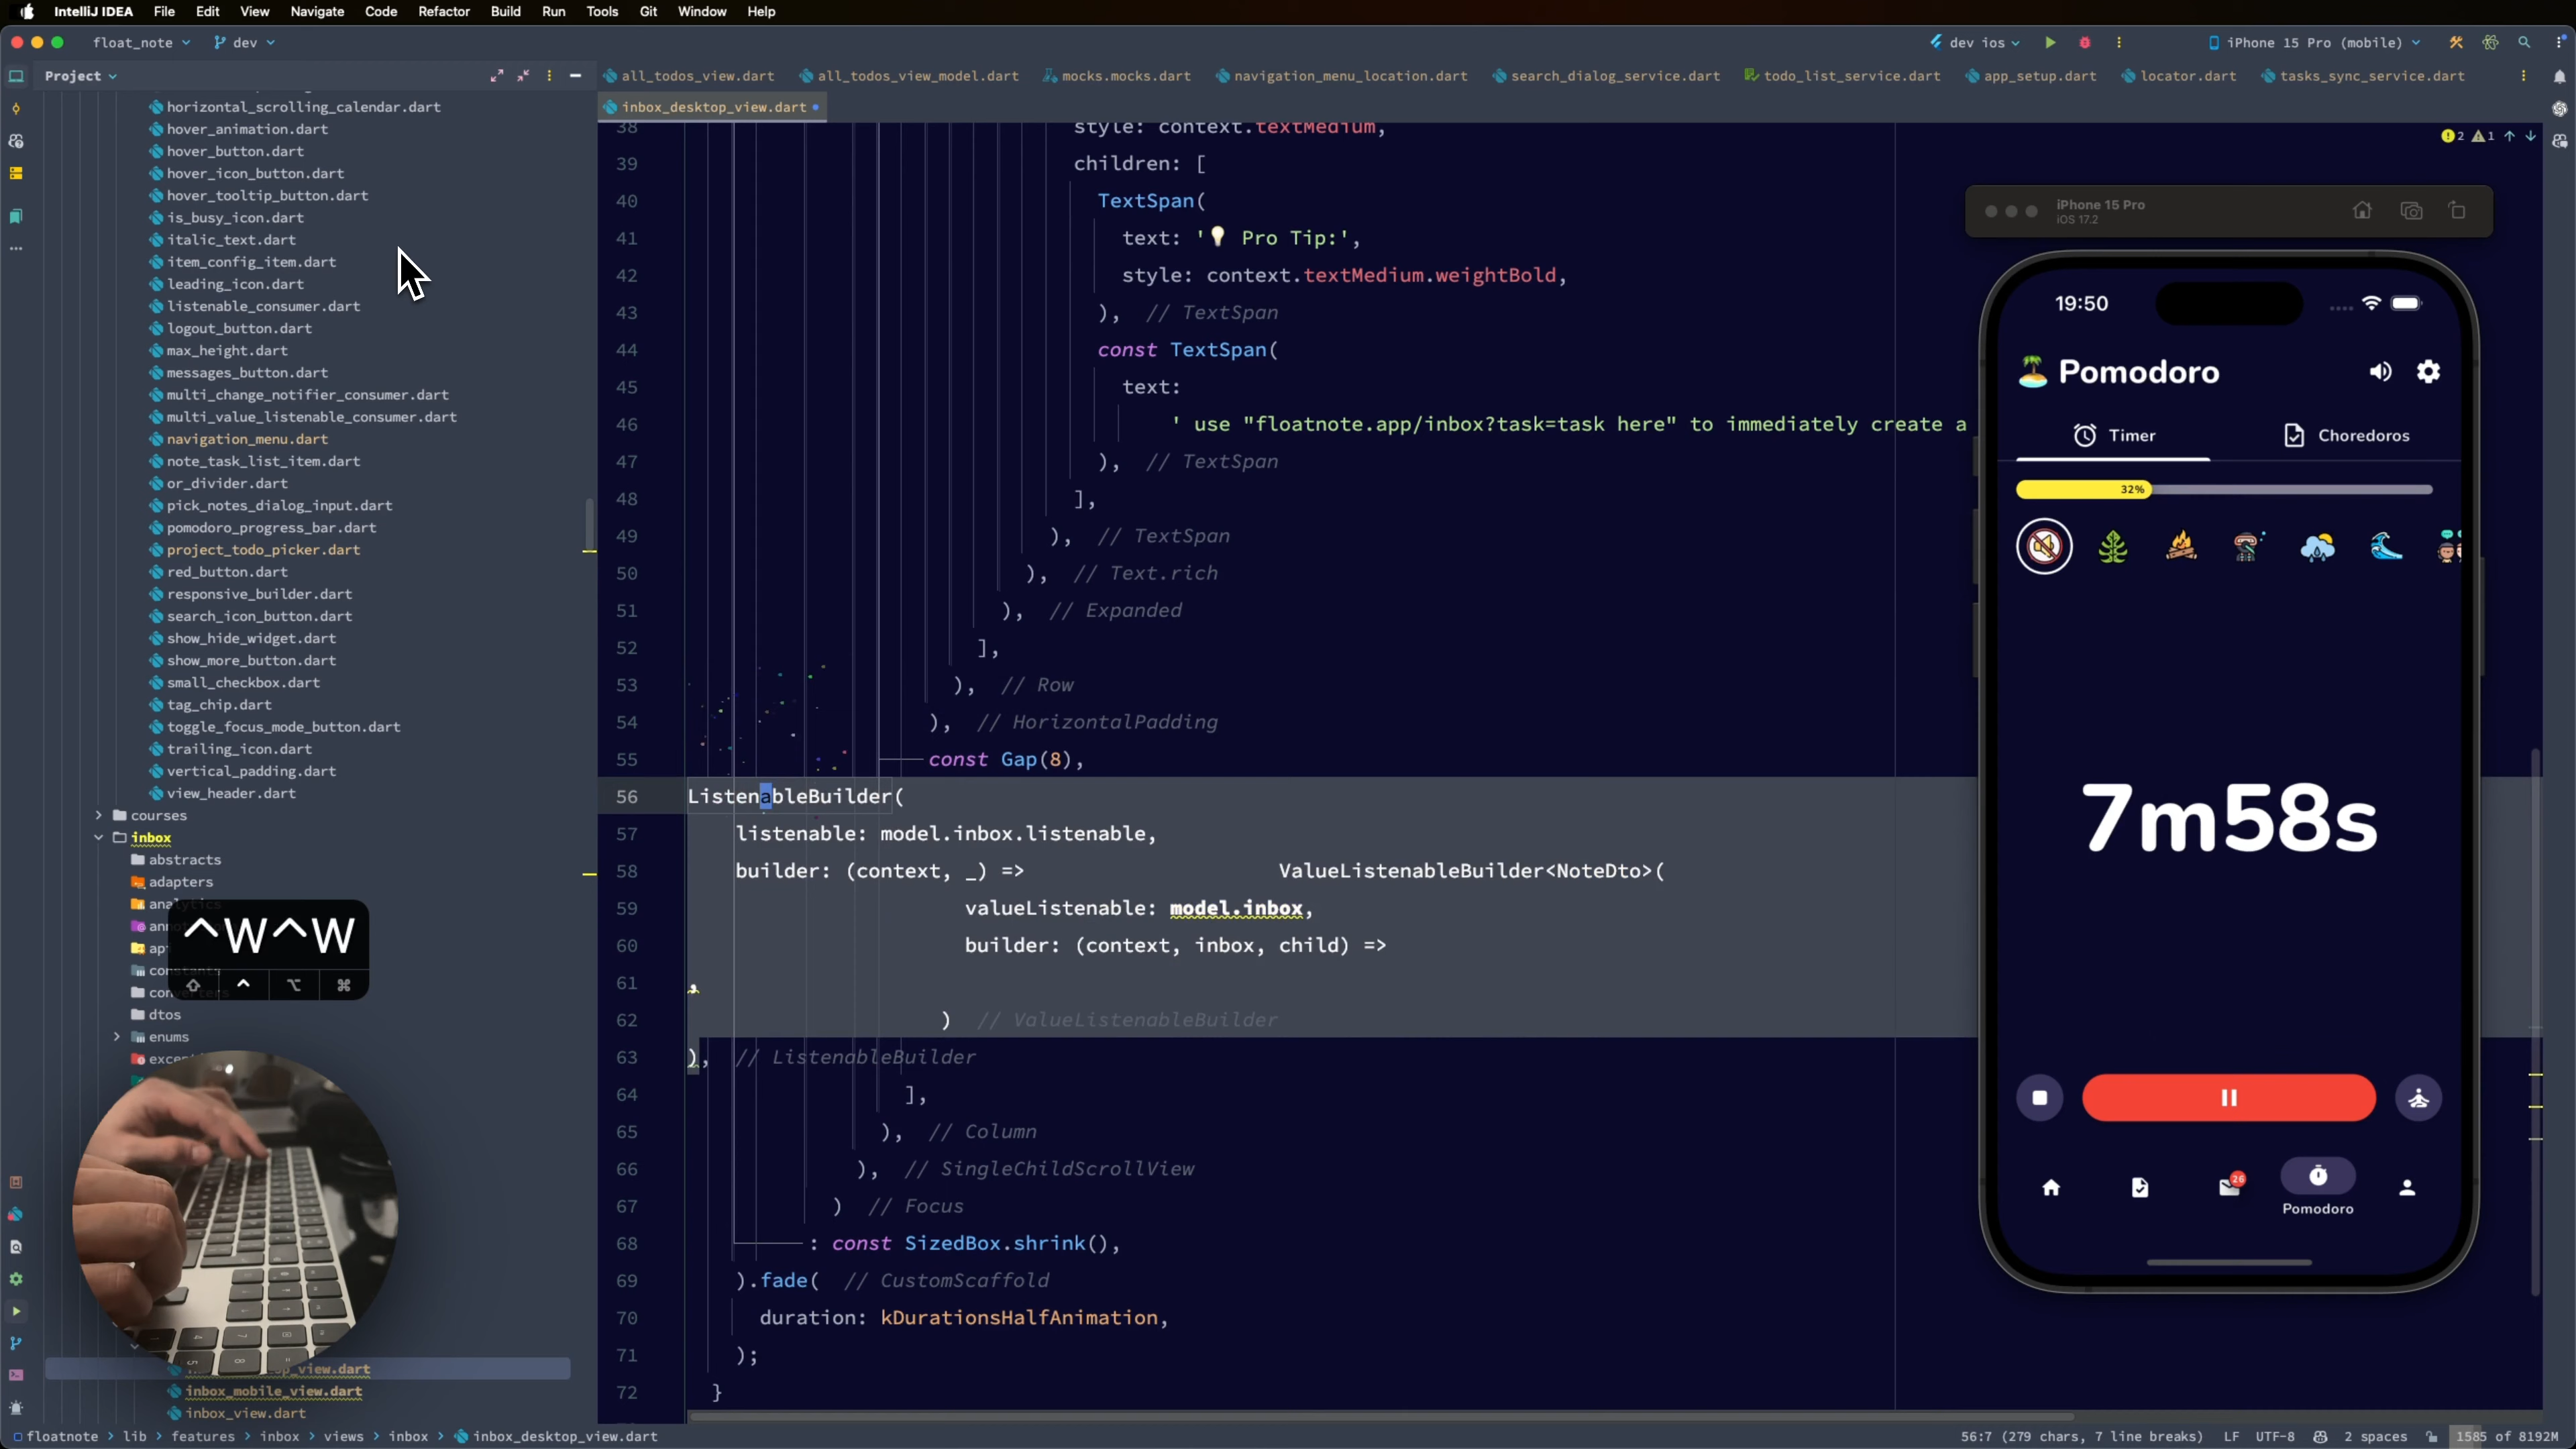 IntelliJ IDEA File Edit View Navigate Code Refactor Build Run Tools Git Window Help
float_note dev dev ios iPhone 15 Pro (mobile)
Project
all_todos_view.dart all_todos_view_model.dart mocks.mocks.dart navigation_menu_location.dart search_dialog_service.dart todo_list_service.dart app_setup.dart locator.dart tasks_sync_service.dart
inbox_desktop_view.dart
horizontal_scrolling_calendar.dart
hover_animation.dart
hover_button.dart
hover_icon_button.dart
hover_tooltip_button.dart
is_busy_icon.dart
italic_text.dart
item_config_item.dart
leading_icon.dart
listenable_consumer.dart
logout_button.dart
max_height.dart
messages_button.dart
multi_change_notifier_consumer.dart
multi_value_listenable_consumer.dart
navigation_menu.dart
note_task_list_item.dart
or_divider.dart
pick_notes_dialog_input.dart
pomodoro_progress_bar.dart
project_todo_picker.dart
red_button.dart
responsive_builder.dart
search_icon_button.dart
show_hide_widget.dart
show_more_button.dart
small_checkbox.dart
tag_chip.dart
toggle_focus_mode_button.dart
trailing_icon.dart
vertical_padding.dart
view_header.dart
courses
inbox
abstracts
adapters
analytics
constants
converters
dtos
enums
^W^W
⇧ ^ ⌥ ⌘
inbox_mobile_view.dart
inbox_view.dart
2 1
38 style: context.textMedium,
39 children: [
40 TextSpan(
41 text: '💡 Pro Tip:',
42 style: context.textMedium.weightBold,
43 ), // TextSpan
44 const TextSpan(
45 text:
46 ' use "floatnote.app/inbox?task=task here" to immediately create a
47 ), // TextSpan
48 ],
49 ), // TextSpan
50 ), // Text.rich
51 ), // Expanded
52 ],
53 ), // Row
54 ), // HorizontalPadding
55 const Gap(8),
56 ListenableBuilder(
57 listenable: model.inbox.listenable,
58 builder: (context, _) => ValueListenableBuilder<NoteDto>(
59 valueListenable: model.inbox,
60 builder: (context, inbox, child) =>
61 ,
62 ) // ValueListenableBuilder
63 ), // ListenableBuilder
64 ],
65 ), // Column
66 ), // SingleChildScrollView
67 ) // Focus
68 : const SizedBox.shrink(),
69 ).fade( // CustomScaffold
70 duration: kDurationsHalfAnimation,
71 );
72 }
iPhone 15 Pro
iOS 17.2
19:50
🏝 Pomodoro
Timer Choredoros
32%
7m58s
26
Pomodoro
floatnote > lib > features > inbox > views > inbox > inbox_desktop_view.dart
56:7 (279 chars, 7 line breaks) LF UTF-8 2 spaces 1585 of 8192M